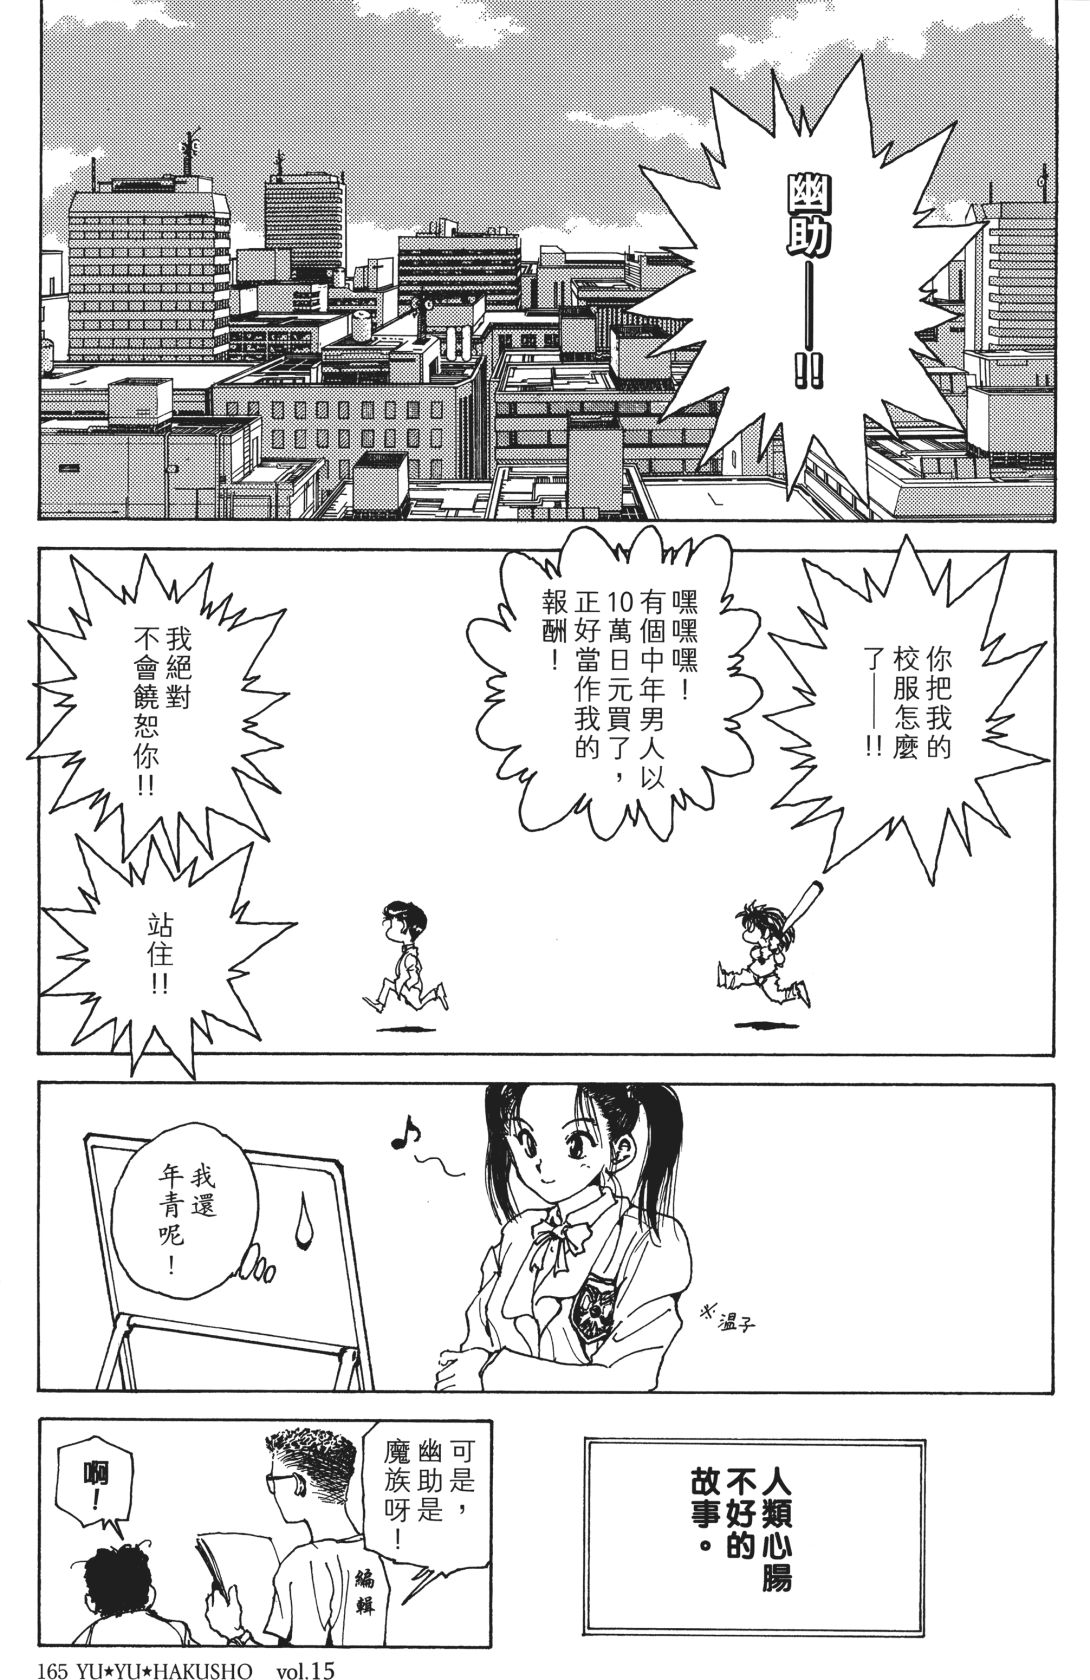 幽助——!!
你把我的
校服怎麼
了——!!
嘿嘿嘿！
有個中年男人以
10萬日元買了，
正好當作我的
報酬！
我絕對
不會饒恕你!!
站住!!
我還
年青呢！
♪
※溫子
人類心腸
不好的
故事。
可是，
幽助是
魔族呀！
編輯
啊！
165 YU★YU★HAKUSHO vol.15